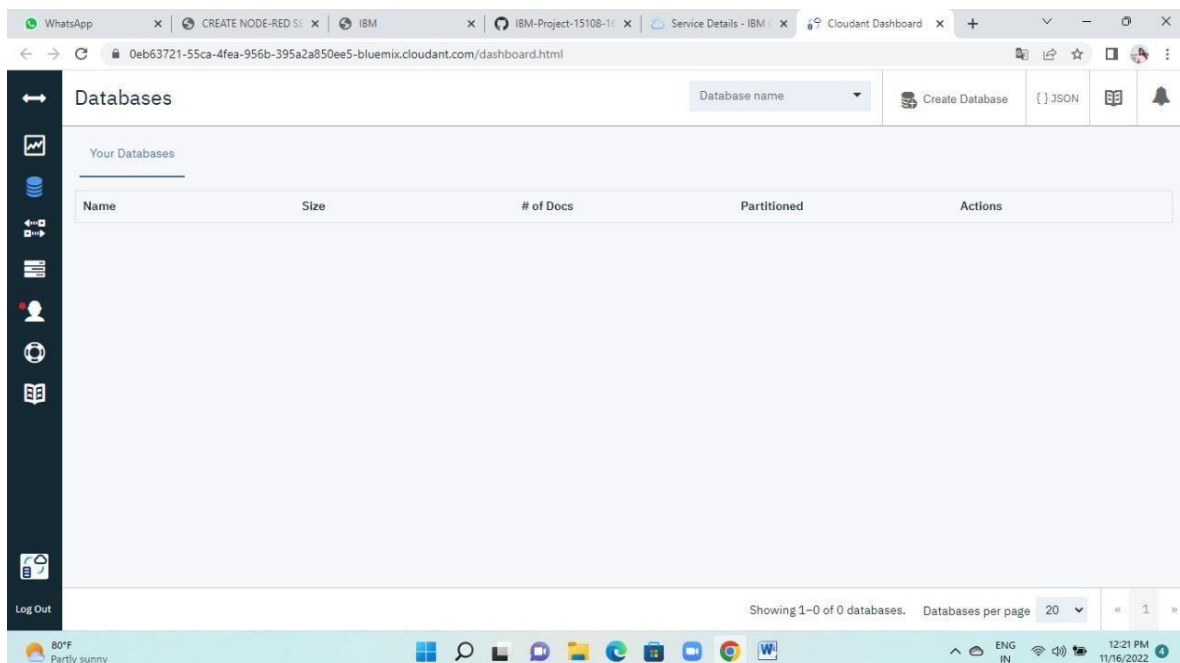 WhatsApp
CREATE NODE-RED SE
IBM
IBM-Project-15108-16
Service Details - IBM C
Cloudant Dashboard
0eb63721-55ca-4fea-956b-395a2a850ee5-bluemix.cloudant.com/dashboard.html
Databases
Database name
Create Database
{ } JSON
Your Databases
Name Size # of Docs Partitioned Actions
Log Out
Showing 1–0 of 0 databases. Databases per page 20 « 1 »
80°F
Partly sunny
ENG
IN
12:21 PM
11/16/2022
4